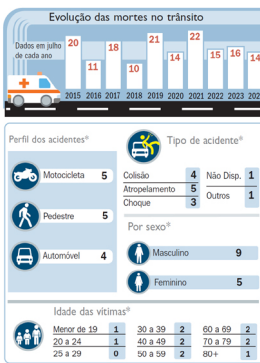 Evolução das mortes no trânsito
Dados em julho
de cada ano
20 11 18 10 21 14 22 15 16 14
2015 2016 2017 2018 2019 2020 2021 2022 2023
Perfil dos acidentes*
Motocicleta 5
Pedestre 5
Automóvel 4
Tipo de acidente*
Colisão 4 Não Disp. 1
Atropelamento 5
Outros 1
Choque 3
Por sexo*
Masculino 9
Feminino 5
Idade das vítimas*
Menor de 19 1 30 a 39 2 60 a 69 2
20 a 24 1 40 a 49 2 70 a 79 2
25 a 29 0 50 a 59 2 80+ 1